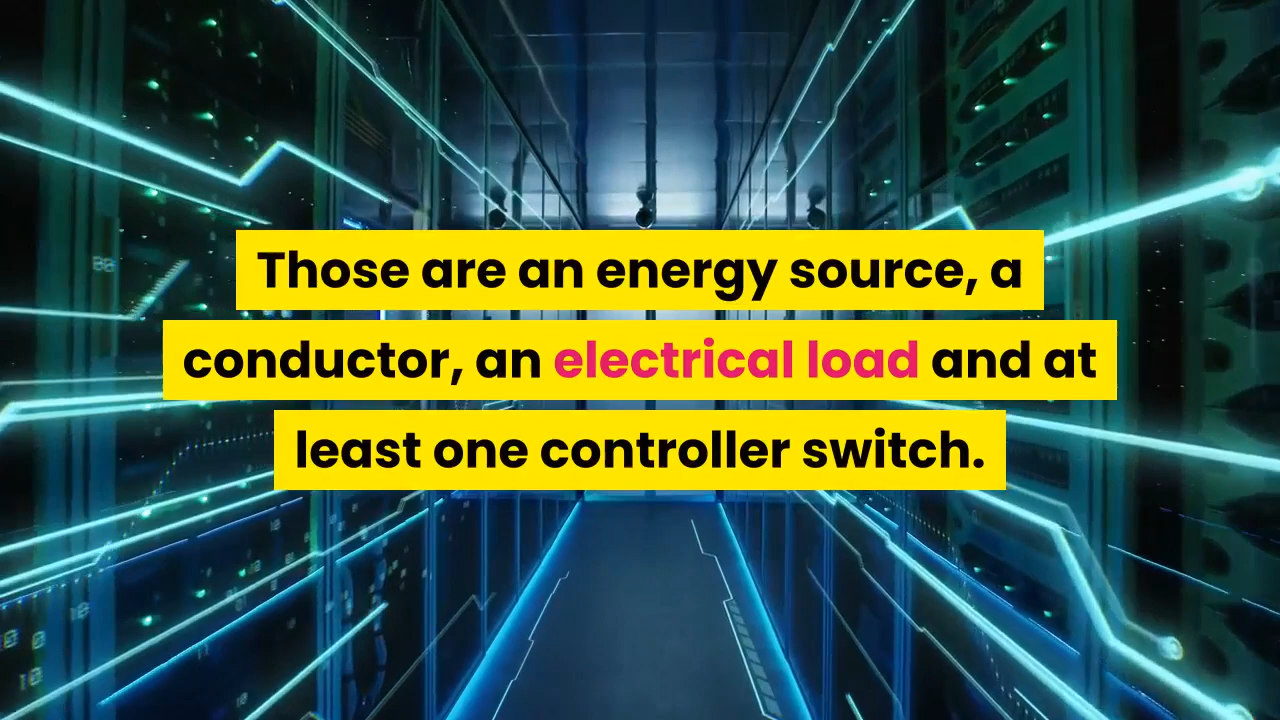 Those are an energy source, a
conductor, an electrical load and at
least one controller switch.